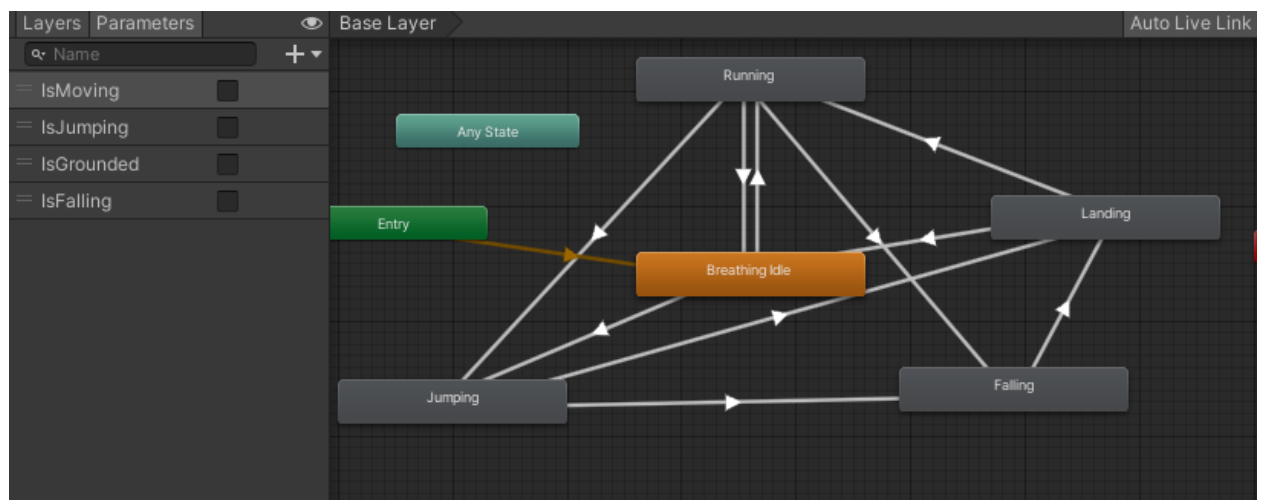 Layers Parameters Base Layer Auto Live Link
Name
IsMoving
IsJumping
IsGrounded
IsFalling
Running
Any State
Landing
Entry
Breathing Idle
Jumping
Falling